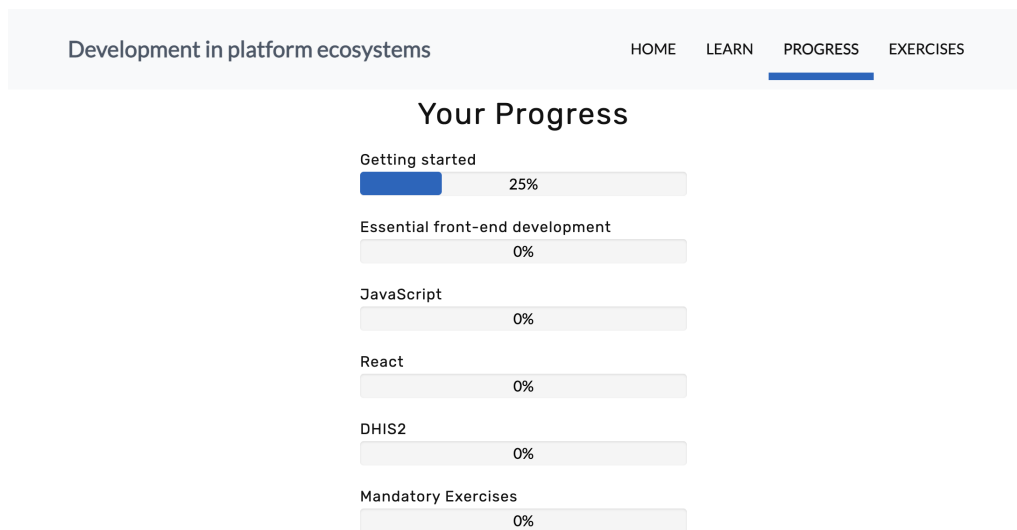 Development in platform ecosystems
HOME LEARN PROGRESS EXERCISES
Your Progress
Getting started
25%
Essential front-end development
0%
JavaScript
0%
React
0%
DHIS2
0%
Mandatory Exercises
0%